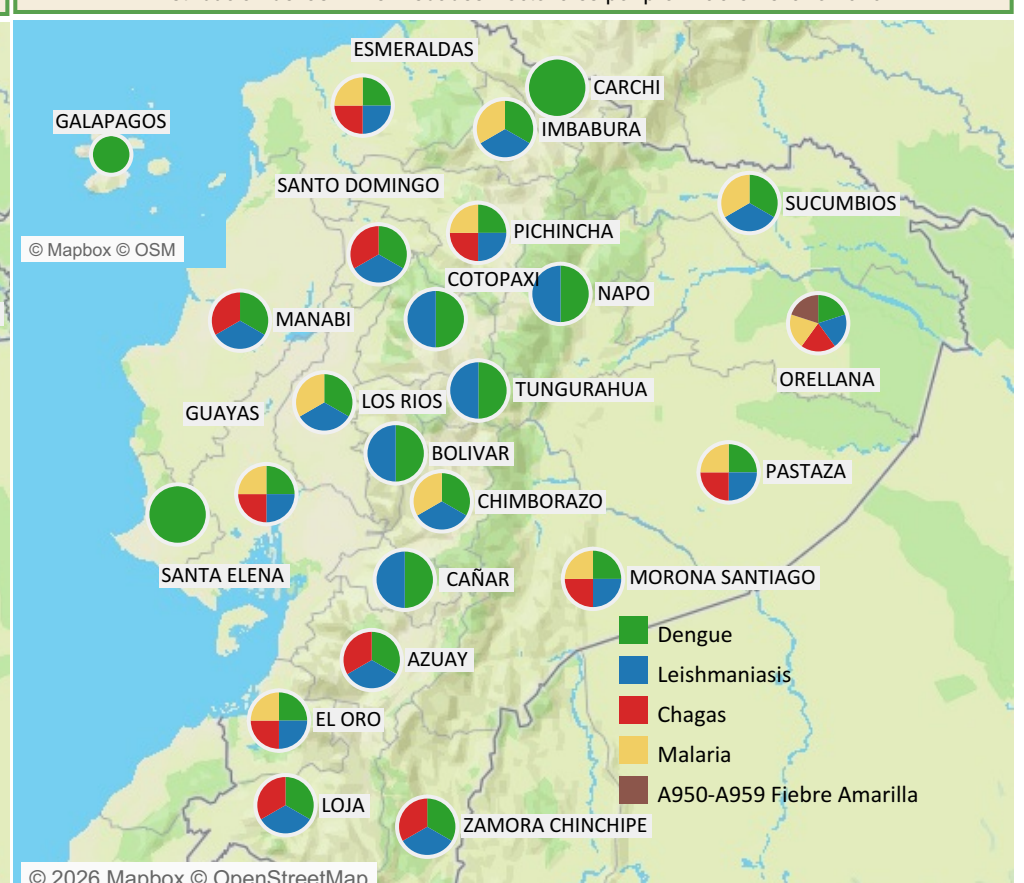 ESMERALDAS
CARCHI
GALAPAGOS
IMBABURA
SANTO DOMINGO
SUCUMBIOS
PICHINCHA
© Mapbox © OSM
COTOPAXI
NAPO
MANABI
ORELLANA
TUNGURAHUA
LOS RIOS
GUAYAS
BOLIVAR
PASTAZA
CHIMBORAZO
SANTA ELENA
CAÑAR
MORONA SANTIAGO
Dengue
AZUAY
Leishmaniasis
Chagas
EL ORO
Malaria
A950-A959 Fiebre Amarilla
LOJA
ZAMORA CHINCHIPE
© 2026 Mapbox © OpenStreetMap